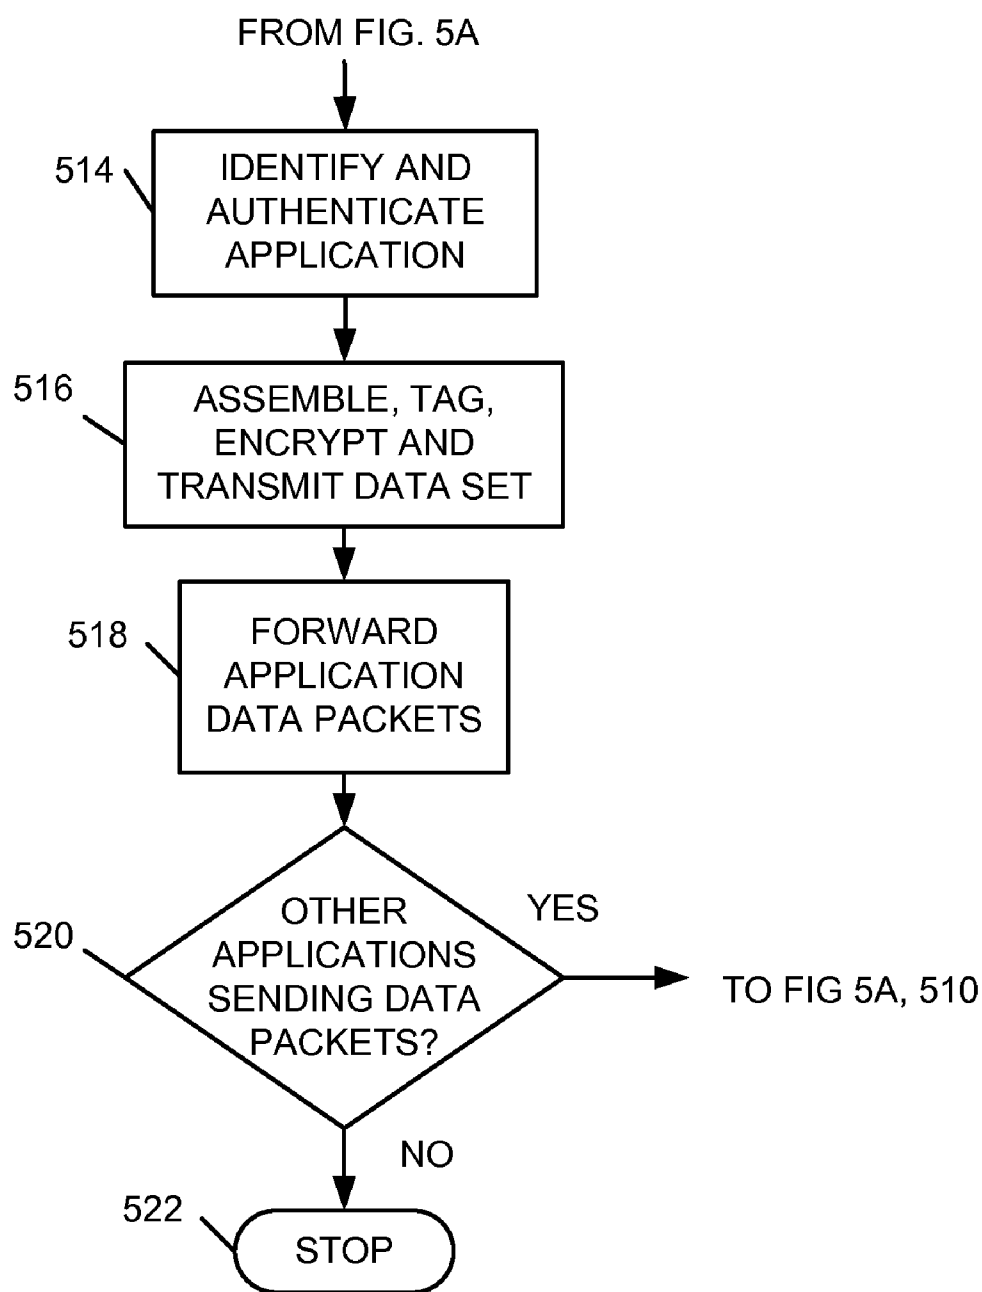 FROM FIG. 5A
514
IDENTIFY AND
AUTHENTICATE
APPLICATION
516
ASSEMBLE, TAG,
ENCRYPT AND
TRANSMIT DATA SET
518
FORWARD
APPLICATION
DATA PACKETS
520
OTHER
APPLICATIONS
SENDING DATA
PACKETS?
YES
TO FIG 5A, 510
NO
522
STOP